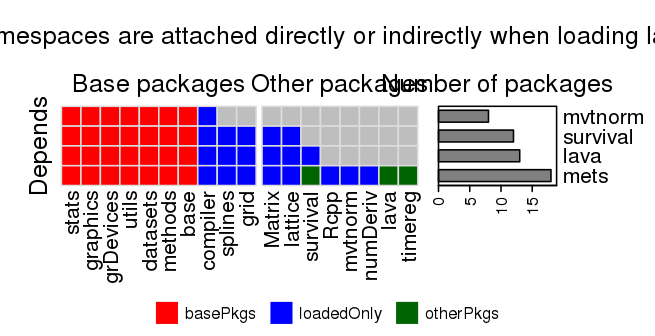 mespaces are attached directly or indirectly when loading la
Base packages
Other packages
Number of packages
Depends
mvtnorm
survival
lava
mets
0
5
10
15
stats
graphics
grDevices
utils
datasets
methods
base
compiler
splines
grid
Matrix
lattice
survival
Rcpp
mvtnorm
numDeriv
lava
timereg
basePkgs
loadedOnly
otherPkgs